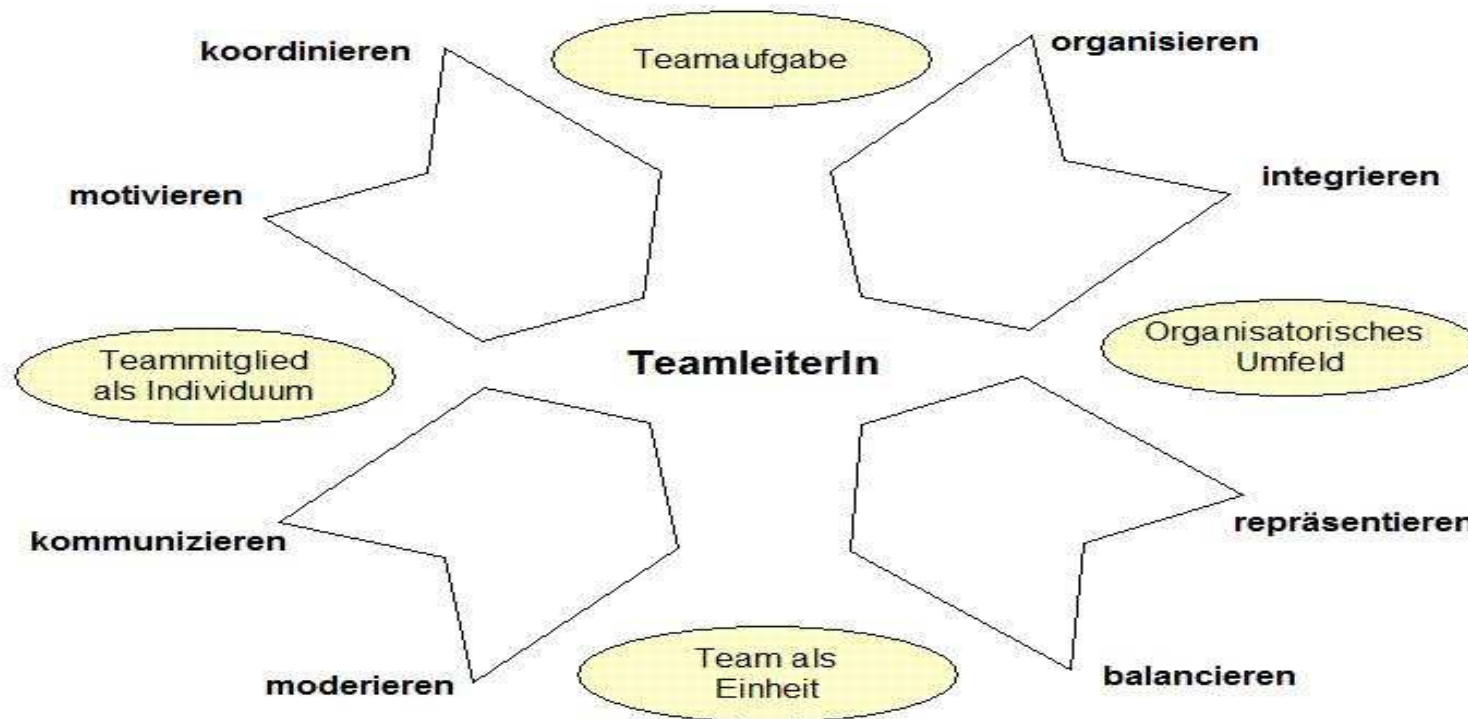 koordinieren
Teamaufgabe
organisieren
motivieren
integrieren
Teammitglied
als Individuum
TeamleiterIn
Organisatorisches
Umfeld
kommunizieren
repräsentieren
moderieren
Team als
Einheit
balancieren